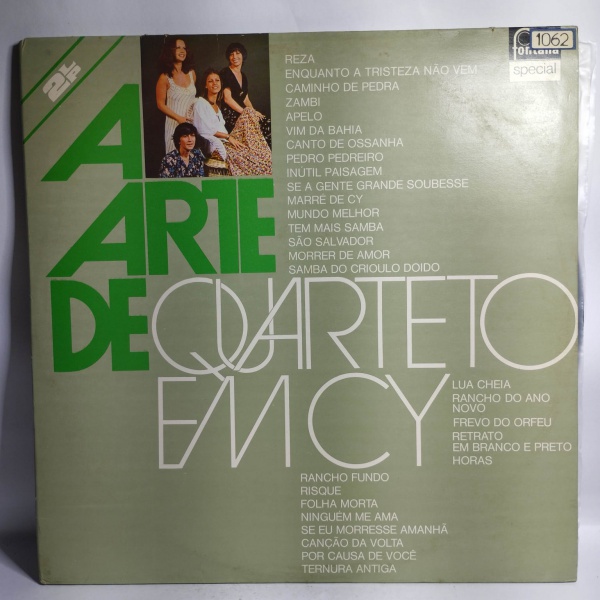 2LP
A
ARTE
DE QUARTETO
EM CY
fontana
1062
special
REZA
ENQUANTO A TRISTEZA NÃO VEM
CAMINHO DE PEDRA
ZAMBI
APELO
VIM DA BAHIA
CANTO DE OSSANHA
PEDRO PEDREIRO
INÚTIL PAISAGEM
SE A GENTE GRANDE SOUBESSE
MARRÉ DE CY
MUNDO MELHOR
TEM MAIS SAMBA
SÃO SALVADOR
MORRER DE AMOR
SAMBA DO CRIOULO DOIDO
LUA CHEIA
RANCHO DO ANO
NOVO
FREVO DO ORFEU
RETRATO
EM BRANCO E PRETO
HORAS
RANCHO FUNDO
RISQUE
FOLHA MORTA
NINGUÉM ME AMA
SE EU MORRESSE AMANHÃ
CANÇÃO DA VOLTA
POR CAUSA DE VOCÊ
TERNURA ANTIGA